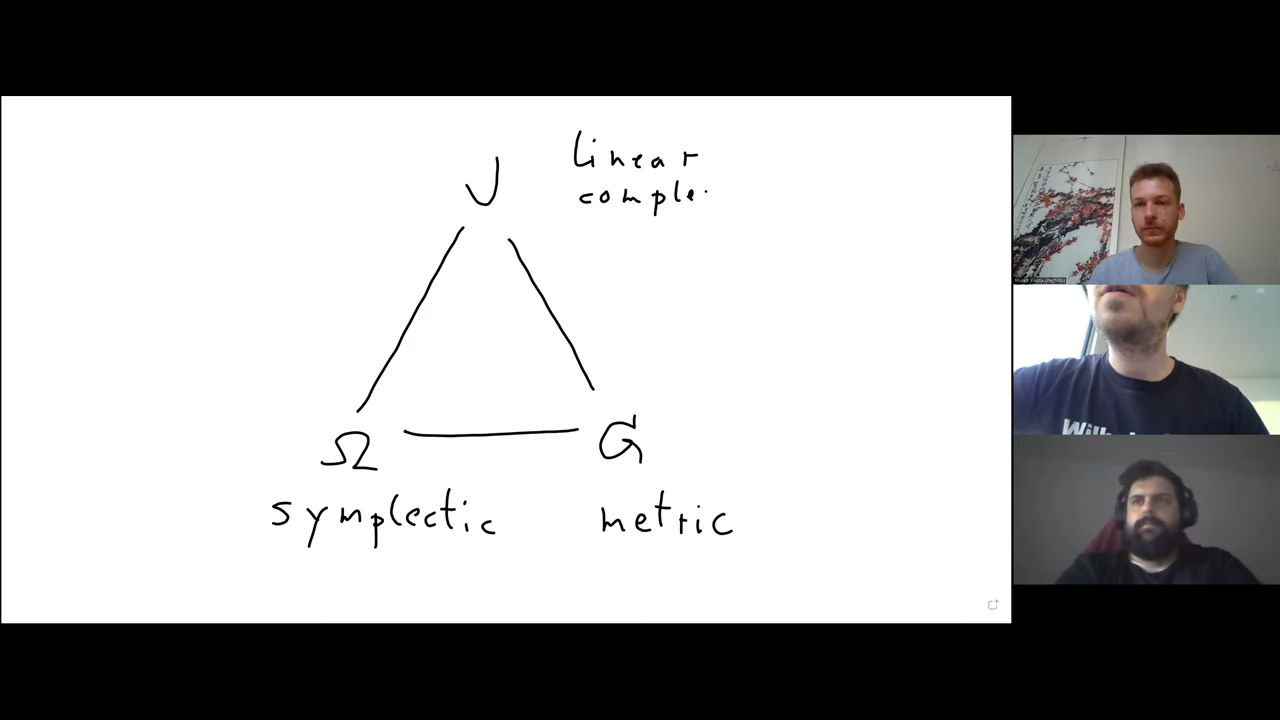 J
linear
comple.
Ω
G
symplectic
metric